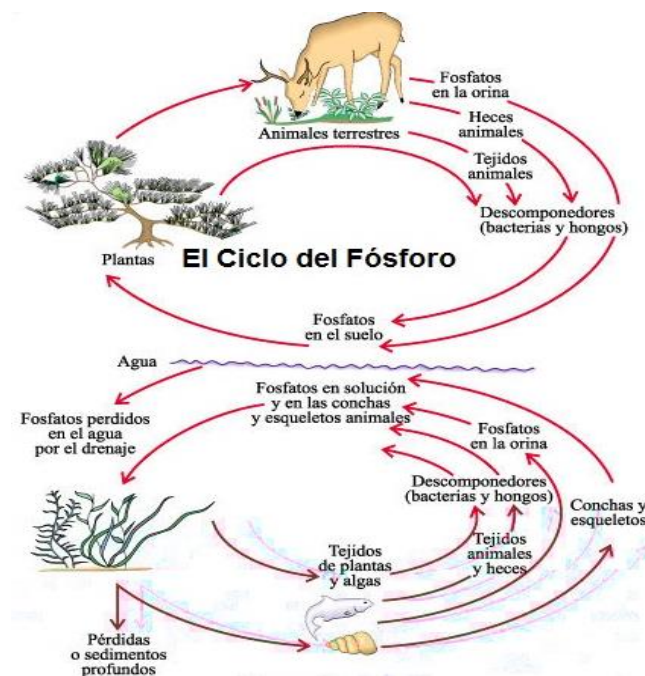 Fosfatos
en la orina
Heces
animales
Animales terrestres
Tejidos
animales
Descomponedores
(bacterias y hongos)
Plantas
El Ciclo del Fósforo
Fosfatos
en el suelo
Agua
Fosfatos en solución
y en las conchas
y esqueletos animales
Fosfatos perdidos
en el agua
por el drenaje
Fosfatos
en la orina
Descomponedores
(bacterias y hongos)
Conchas y
esqueletos
Tejidos
de plantas
y algas
Tejidos
animales
y heces
Pérdidas
o sedimentos
profundos